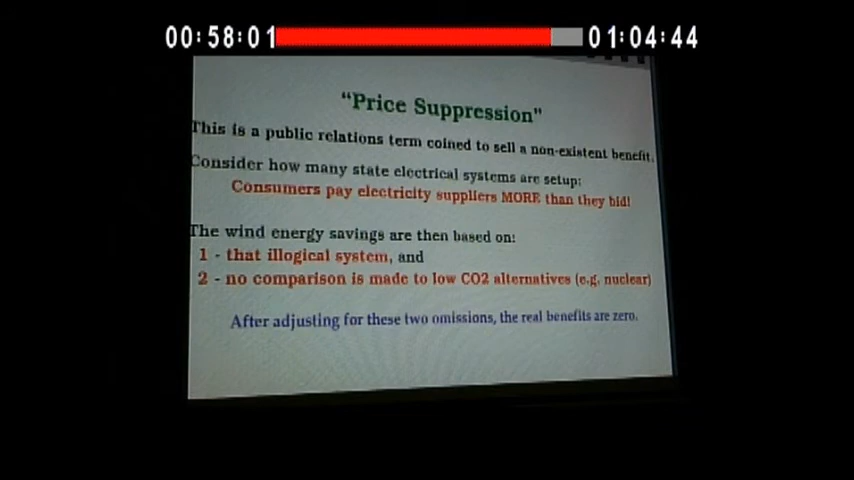 00:58:01 01:04:44
“Price Suppression”
This is a public relations term coined to sell a non-existent benefit.
Consider how many state electrical systems are setup:
Consumers pay electricity suppliers MORE than they bid!
The wind energy savings are then based on:
1 - that illogical system, and
2 - no comparison is made to low CO2 alternatives (e.g. nuclear)
After adjusting for these two omissions, the real benefits are zero.